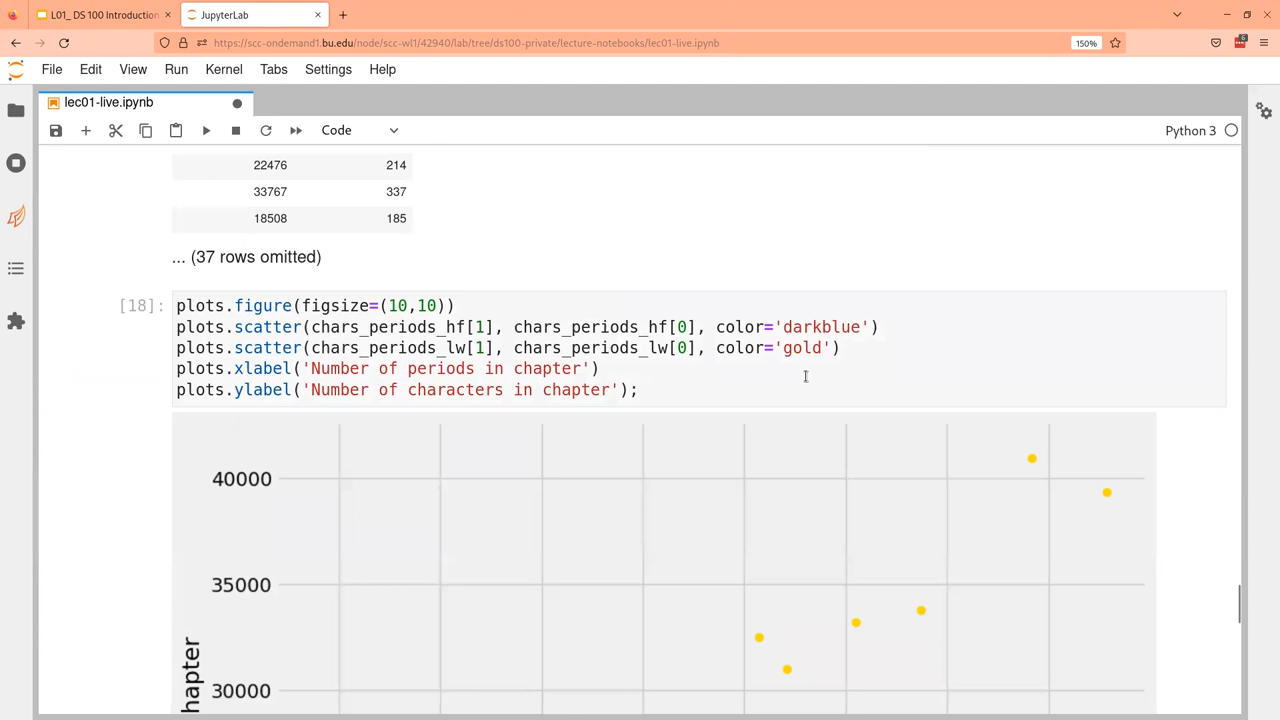 L01_ DS 100 Introduction
JupyterLab
https://scc-ondemand1.bu.edu/node/scc-wl1/42940/lab/tree/ds100-private/lecture-notebooks/lec01-live.ipynb
150%
6
File Edit View Run Kernel Tabs Settings Help
lec01-live.ipynb
Code
Python 3
22476 214
33767 337
18508 185
... (37 rows omitted)
[18]:
plots.figure(figsize=(10,10))
plots.scatter(chars_periods_hf[1], chars_periods_hf[0], color='darkblue')
plots.scatter(chars_periods_lw[1], chars_periods_lw[0], color='gold')
plots.xlabel('Number of periods in chapter')
plots.ylabel('Number of characters in chapter');
40000
35000
30000
hapter